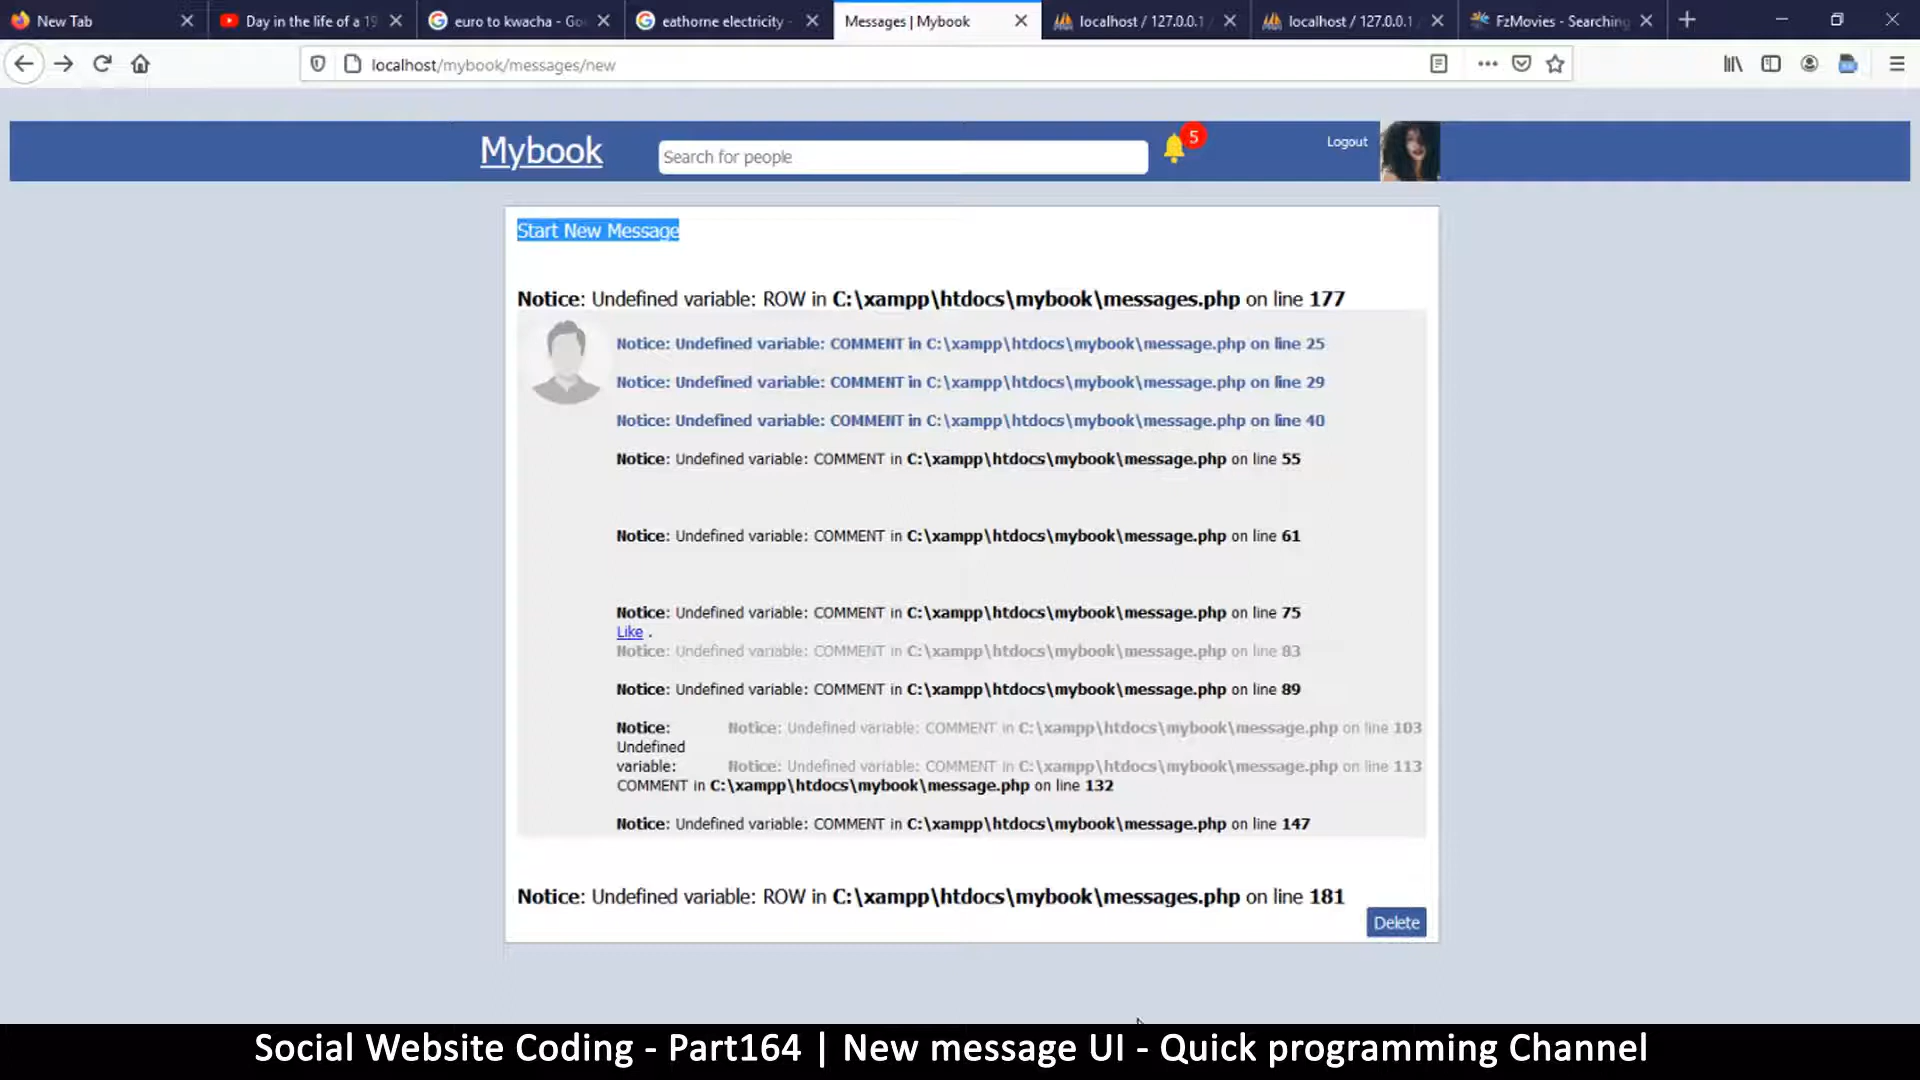 New Tab
Day in the life of a 19
euro to kwacha - Go
eathorne electricity -
Messages | Mybook
localhost / 127.0.0.1 /
localhost / 127.0.0.1
FzMovies - Searching
localhost/mybook/messages/new
Mybook
Search for people
5
Logout
Start New Message
Notice: Undefined variable: ROW in C:\xampp\htdocs\mybook\messages.php on line 177
Notice: Undefined variable: COMMENT in C:\xampp\htdocs\mybook\message.php on line 25
Notice: Undefined variable: COMMENT in C:\xampp\htdocs\mybook\message.php on line 29
Notice: Undefined variable: COMMENT in C:\xampp\htdocs\mybook\message.php on line 40
Notice: Undefined variable: COMMENT in C:\xampp\htdocs\mybook\message.php on line 55
Notice: Undefined variable: COMMENT in C:\xampp\htdocs\mybook\message.php on line 61
Notice: Undefined variable: COMMENT in C:\xampp\htdocs\mybook\message.php on line 75
Like .
Notice: Undefined variable: COMMENT in C:\xampp\htdocs\mybook\message.php on line 83
Notice: Undefined variable: COMMENT in C:\xampp\htdocs\mybook\message.php on line 89
Notice: Undefined variable: COMMENT in C:\xampp\htdocs\mybook\message.php on line 103
Notice: Undefined variable: COMMENT in C:\xampp\htdocs\mybook\message.php on line 113
Notice:
Undefined
variable:
COMMENT in C:\xampp\htdocs\mybook\message.php on line 132
Notice: Undefined variable: COMMENT in C:\xampp\htdocs\mybook\message.php on line 147
Notice: Undefined variable: ROW in C:\xampp\htdocs\mybook\messages.php on line 181
Delete
Social Website Coding - Part164 | New message UI - Quick programming Channel